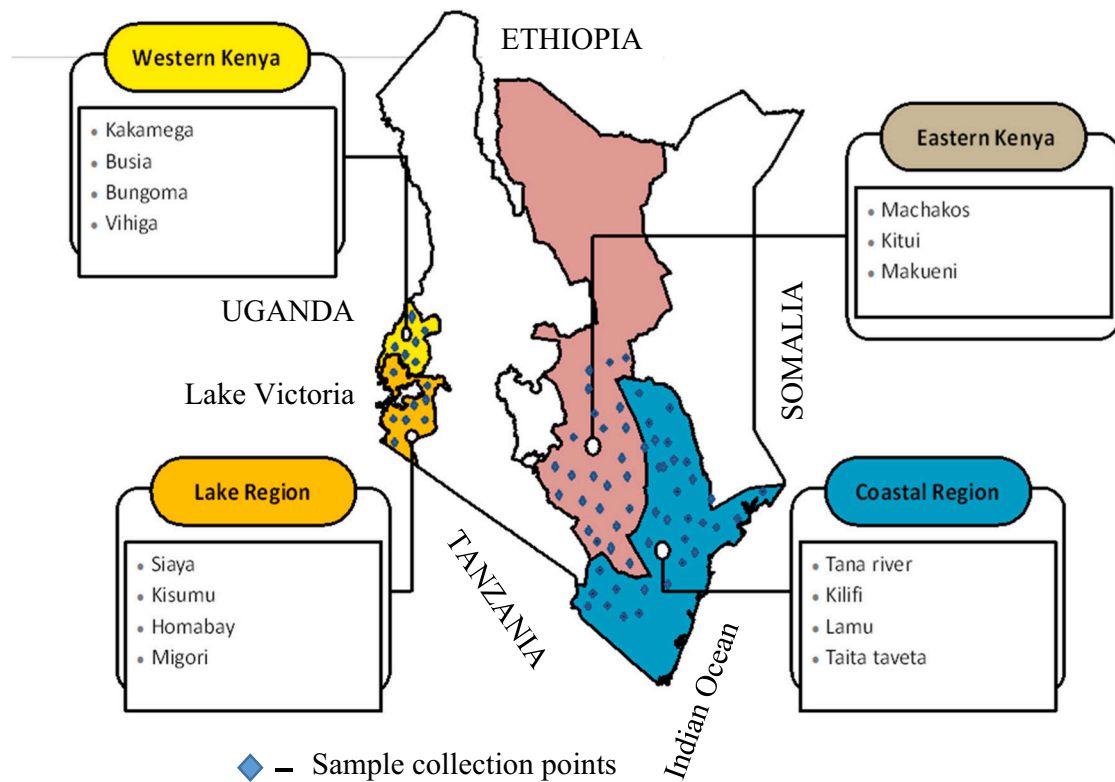 ETHIOPIA
Western Kenya
• Kakamega
• Busia
• Bungoma
• Vihiga
Eastern Kenya
• Machakos
• Kitui
• Makueni
UGANDA
Lake Victoria
SOMALIA
Lake Region
• Siaya
• Kisumu
• Homabay
• Migori
TANZANIA
Coastal Region
• Tana river
• Kilifi
• Lamu
• Taita taveta
Indian Ocean
– Sample collection points